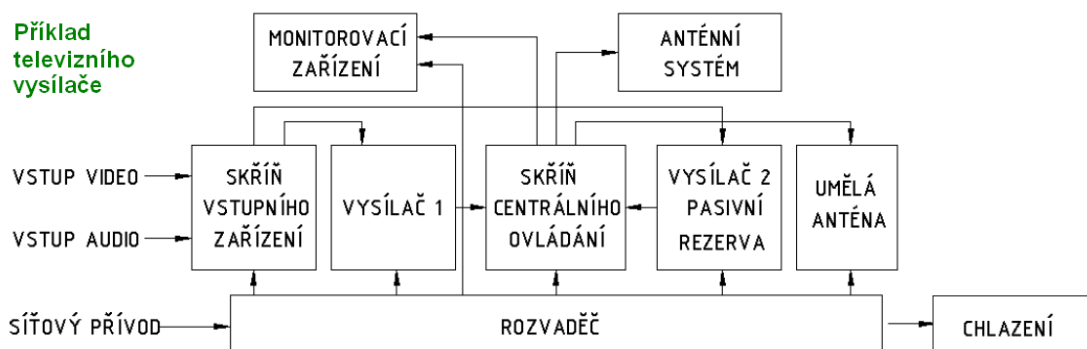 Příklad
televizního
vysílače
MONITOROVACÍ
ZAŘÍZENÍ
ANTÉNNÍ
SYSTÉM
VSTUP VIDEO
VSTUP AUDIO
SKŘÍŇ
VSTUPNÍHO
ZAŘÍZENÍ
VYSÍLAČ 1
SKŘÍŇ
CENTRÁLNÍHO
OVLÁDÁNÍ
VYSÍLAČ 2
PASIVNÍ
REZERVA
UMĚLÁ
ANTÉNA
SÍŤOVÝ PŘÍVOD
ROZVADĚČ
CHLAZENÍ